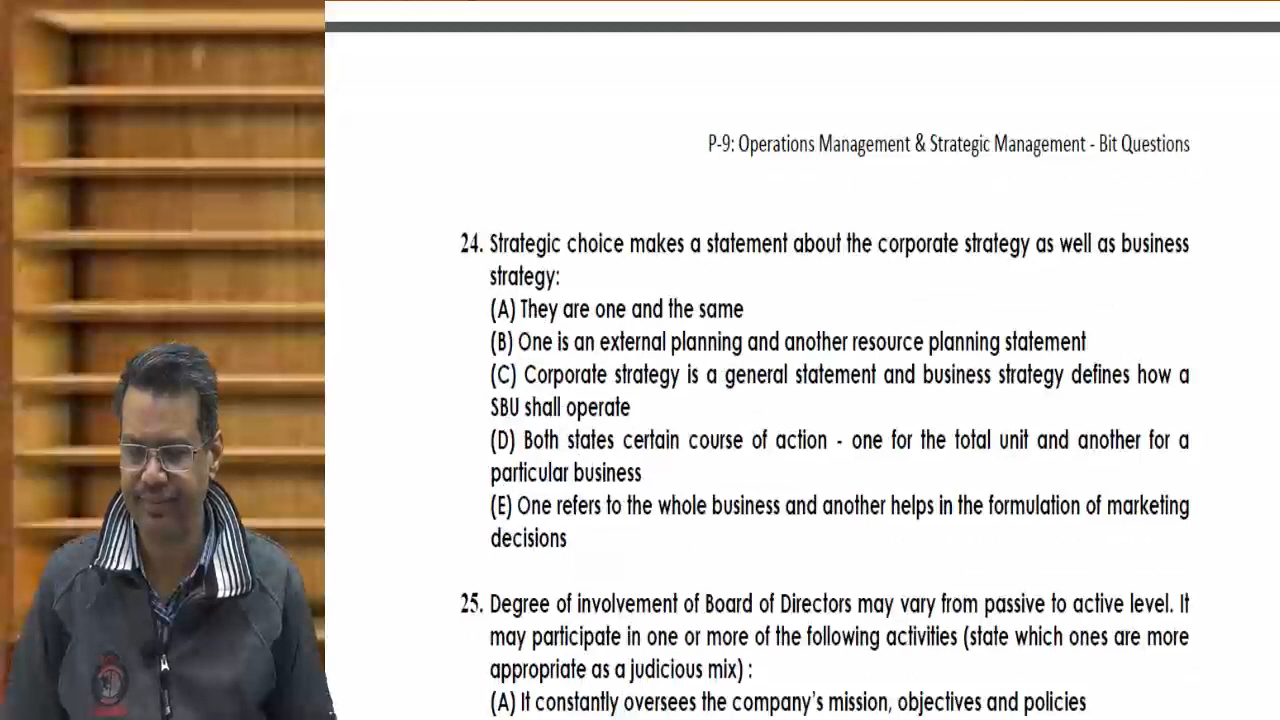 P-9: Operations Management & Strategic Management - Bit Questions
24. Strategic choice makes a statement about the corporate strategy as well as business
strategy:
(A) They are one and the same
(B) One is an external planning and another resource planning statement
(C) Corporate strategy is a general statement and business strategy defines how a
SBU shall operate
(D) Both states certain course of action - one for the total unit and another for a
particular business
(E) One refers to the whole business and another helps in the formulation of marketing
decisions
25. Degree of involvement of Board of Directors may vary from passive to active level. It
may participate in one or more of the following activities (state which ones are more
appropriate as a judicious mix) :
(A) It constantly oversees the company's mission, objectives and policies